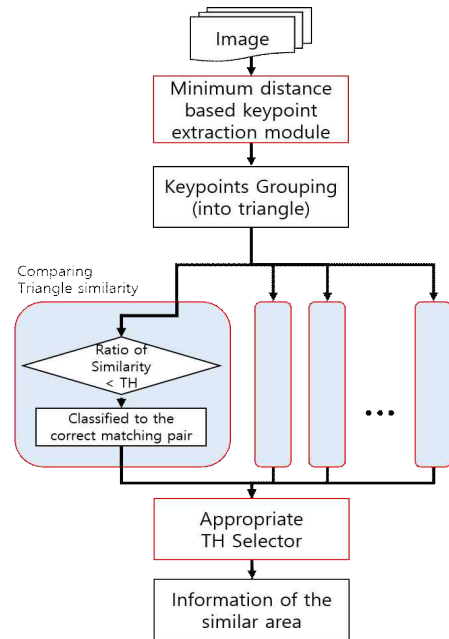 Image
Minimum distance
based keypoint
extraction module
Keypoints Grouping
(into triangle)
Comparing
Triangle similarity
Ratio of
Similarity
< TH
Classified to the
correct matching pair
•••
Appropriate
TH Selector
Information of the
similar area